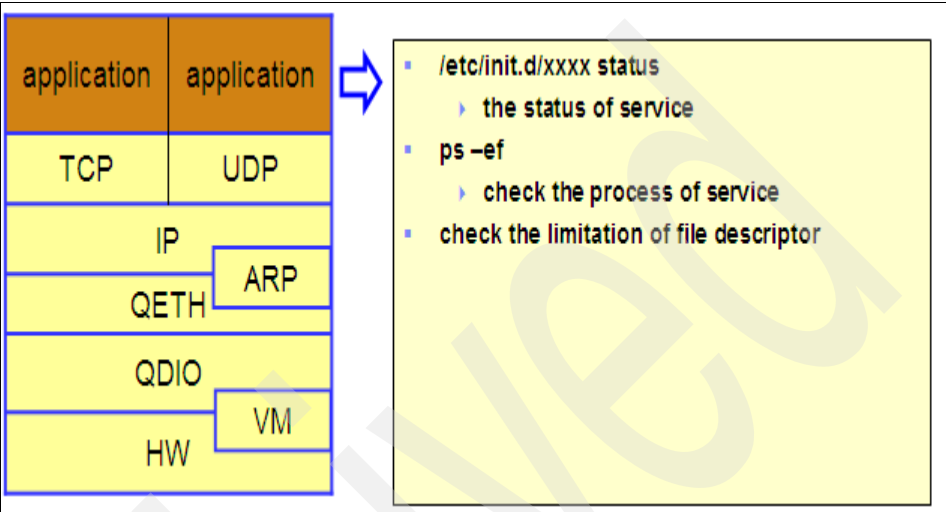 application application
TCP UDP
IP
ARP
QETH
QDIO
VM
HW
/etc/init.d/xxxx status
the status of service
ps –ef
check the process of service
check the limitation of file descriptor